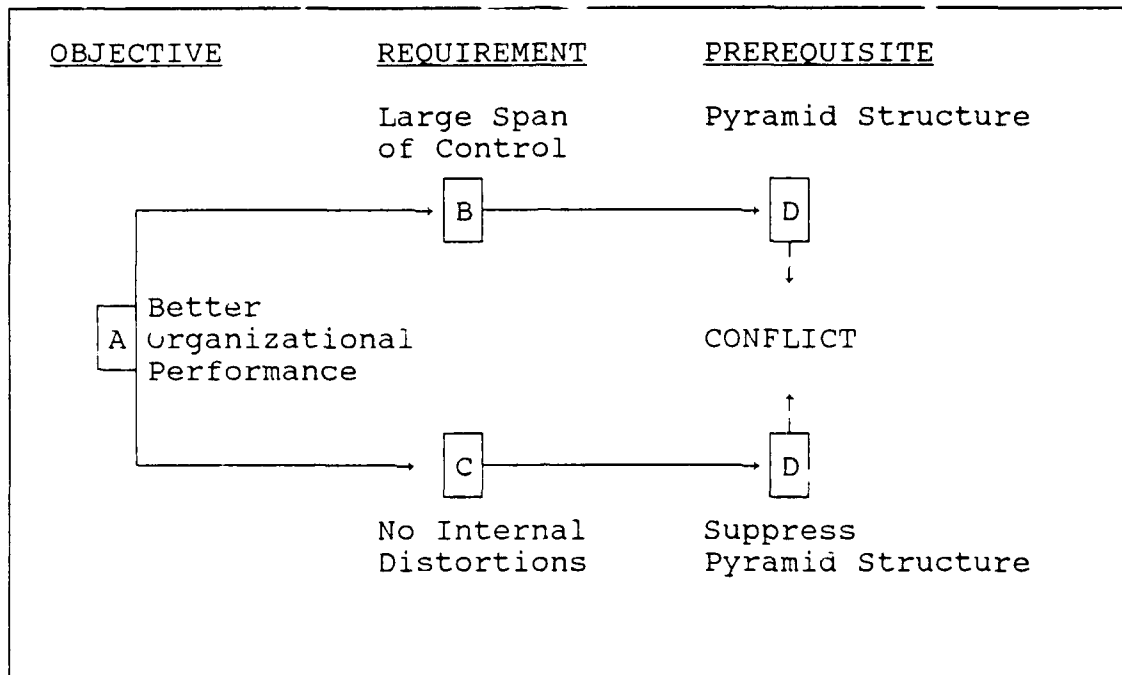 OBJECTIVE REQUIREMENT PREREQUISITE
Large Span Pyramid Structure
of Control
B D
Better
A Organizational CONFLICT
Performance
C D
No Internal Suppress
Distortions Pyramid Structure